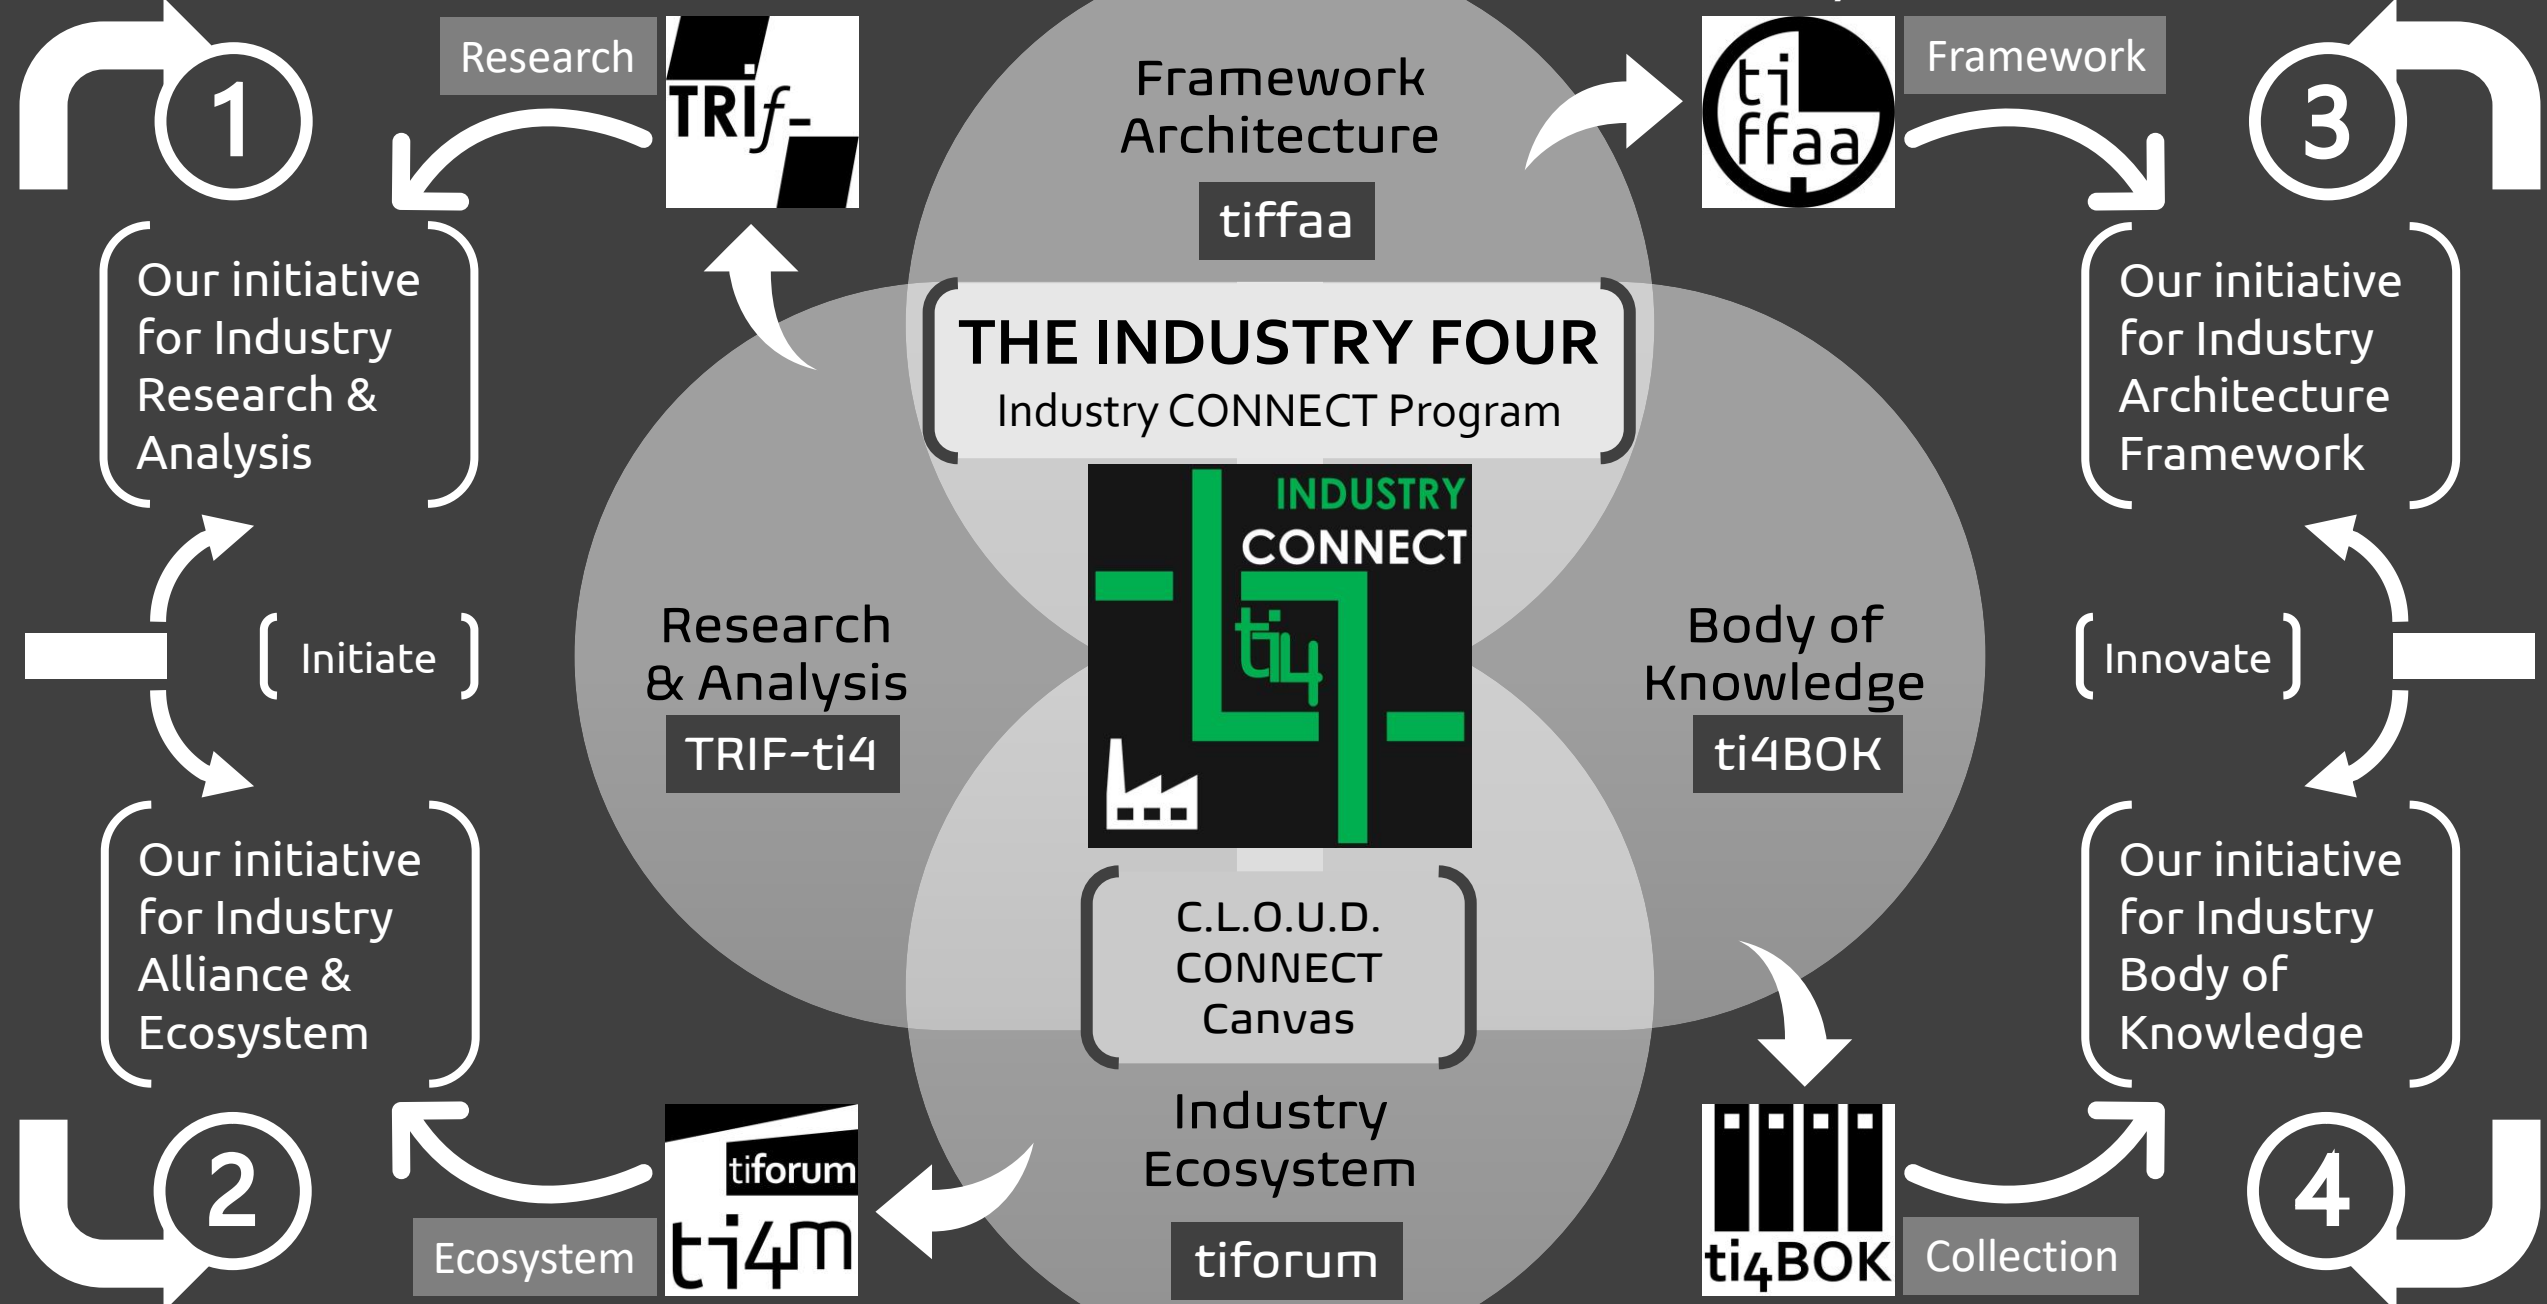 1
Research
TRIf-
Our initiative
for Industry
Research &
Analysis
Framework
Architecture
tiffaa
ti
ffaa
Framework
3
Our initiative
for Industry
Architecture
Framework
THE INDUSTRY FOUR
Industry CONNECT Program
INDUSTRY
CONNECT
ti4
Initiate
Research
& Analysis
TRIF-ti4
Body of
Knowledge
ti4BOK
Innovate
C.L.O.U.D.
CONNECT
Canvas
Our initiative
for Industry
Alliance &
Ecosystem
2
Ecosystem
tiforum
ti4m
Industry
Ecosystem
tiforum
ti4BOK
Collection
Our initiative
for Industry
Body of
Knowledge
4